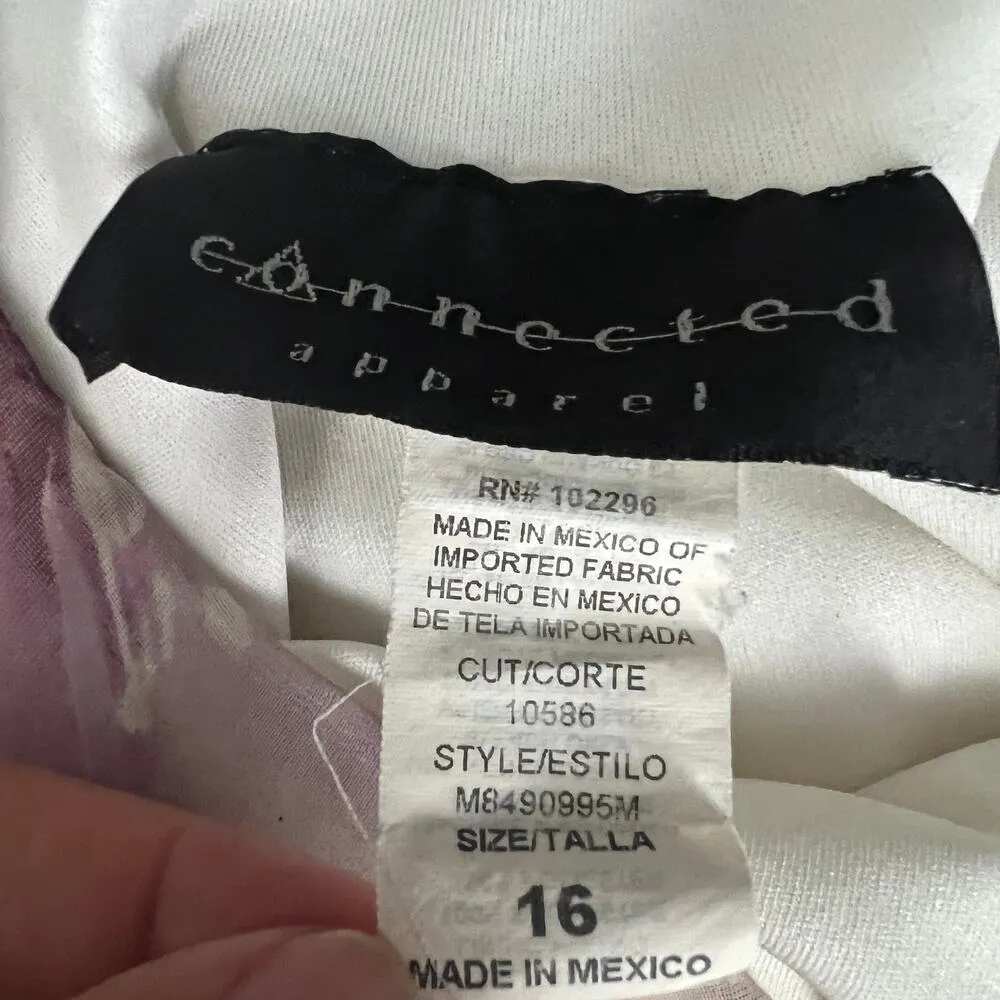 connected
apparel
RN# 102296
MADE IN MEXICO OF
IMPORTED FABRIC
HECHO EN MEXICO
DE TELA IMPORTADA
CUT/CORTE
10586
STYLE/ESTILO
M8490995M
SIZE/TALLA
16
MADE IN MEXICO